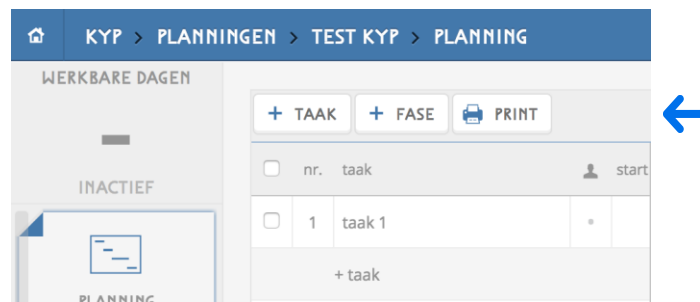 KYP > PLANNINGEN > TEST KYP > PLANNING
WERKBARE DAGEN
+ TAAK + FASE PRINT
nr. taak start
INACTIEF
1 taak 1
+ taak
PLANNING